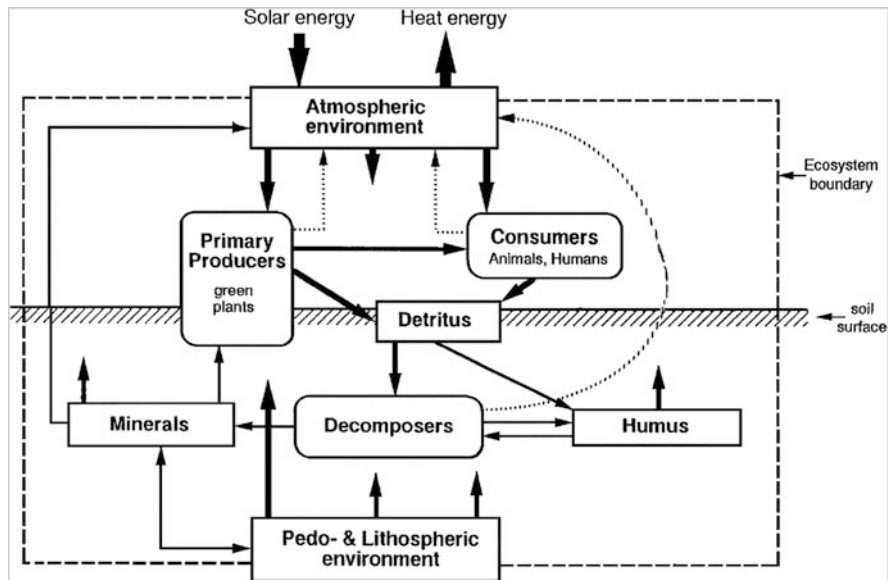 Solar energy
Heat energy
Atmospheric
environment
Ecosystem
boundary
Primary
Producers
green
plants
Consumers
Animals, Humans
Detritus
soil
surface
Minerals
Decomposers
Humus
Pedo- & Lithospheric
environment